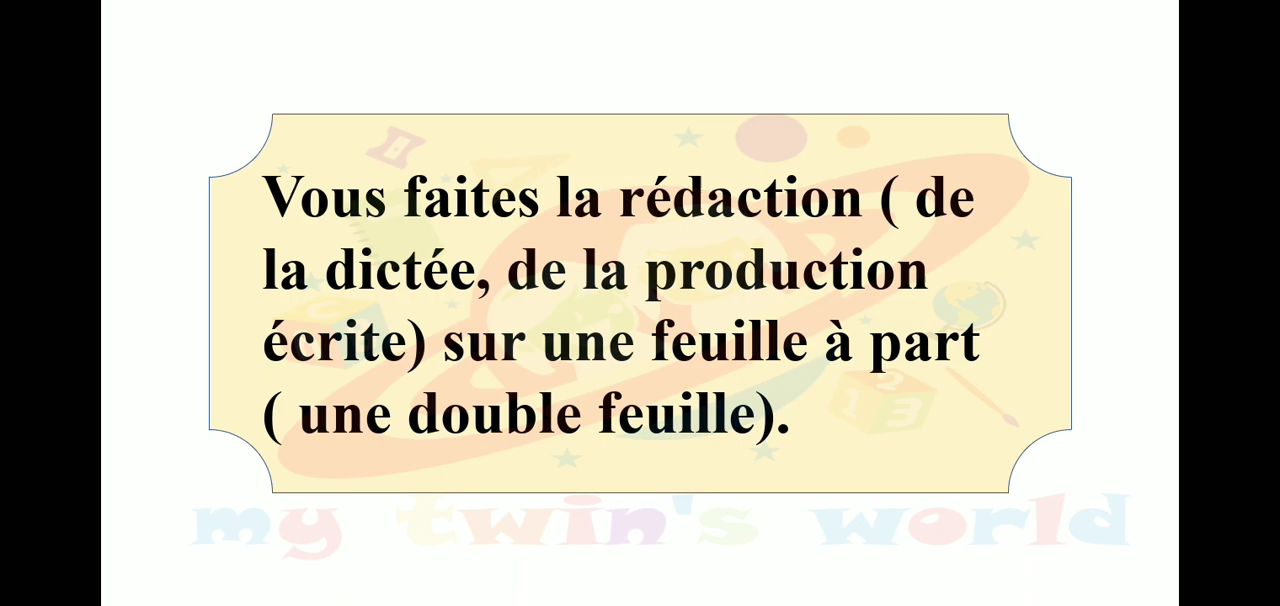 Vous faites la rédaction ( de
la dictée, de la production
écrite) sur une feuille à part
( une double feuille).
my twin's world